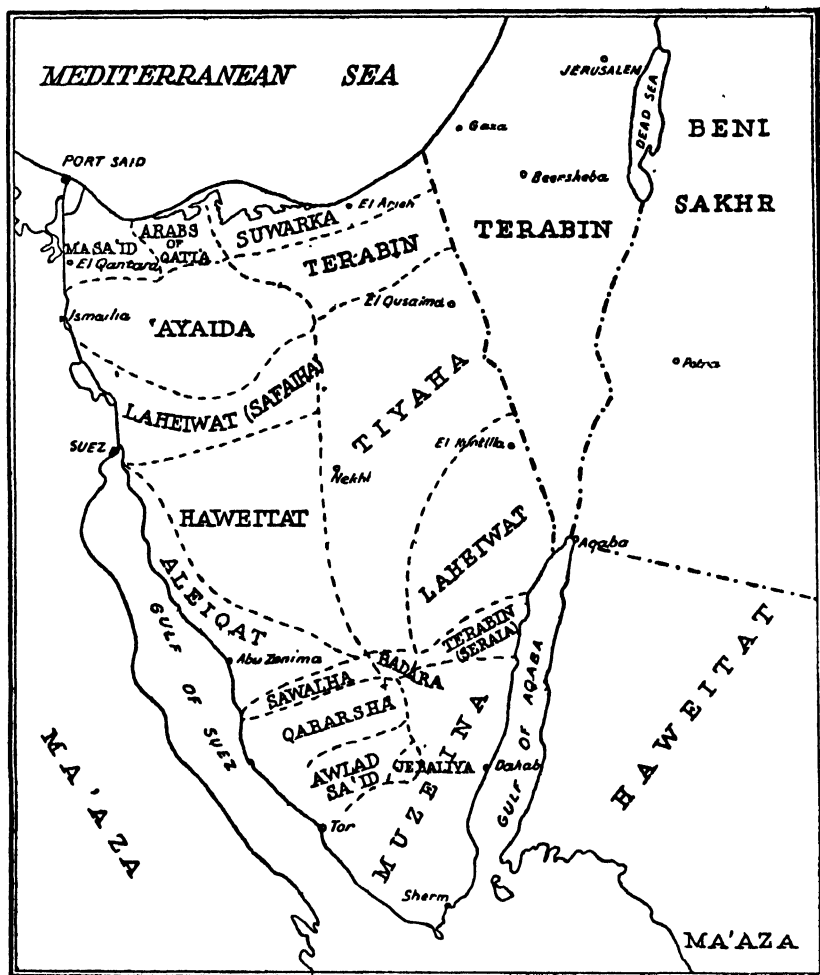 MEDITERRANEAN SEA
JERUSALEM
DEAD SEA
BENI
SAKHR
Gaza
PORT SAID
Beersheba
El Arish
ARABS
OF
QATIA
SUWARKA
TERABIN
MASA'ID
El Qantara
TERABIN
El Qusaima
Ismailia
AYAIDA
Petra
LAHEIWAT (SAFAIHA)
TIYAHA
SUEZ
El Kuntilla
Nekhl
HAWEITAT
LAHEIWAT
Aqaba
ALEIQAT
GULF OF SUEZ
TERABIN
(SERAIA)
BADARA
Abu Zenima
SAWALHA
QARARSHA
GULF OF AQABA
HAWEITAT
MA'AZA
AWLAD
SA'ID
JEBALIYA
Dahab
MUZEINA
Tor
Sherm
MA'AZA